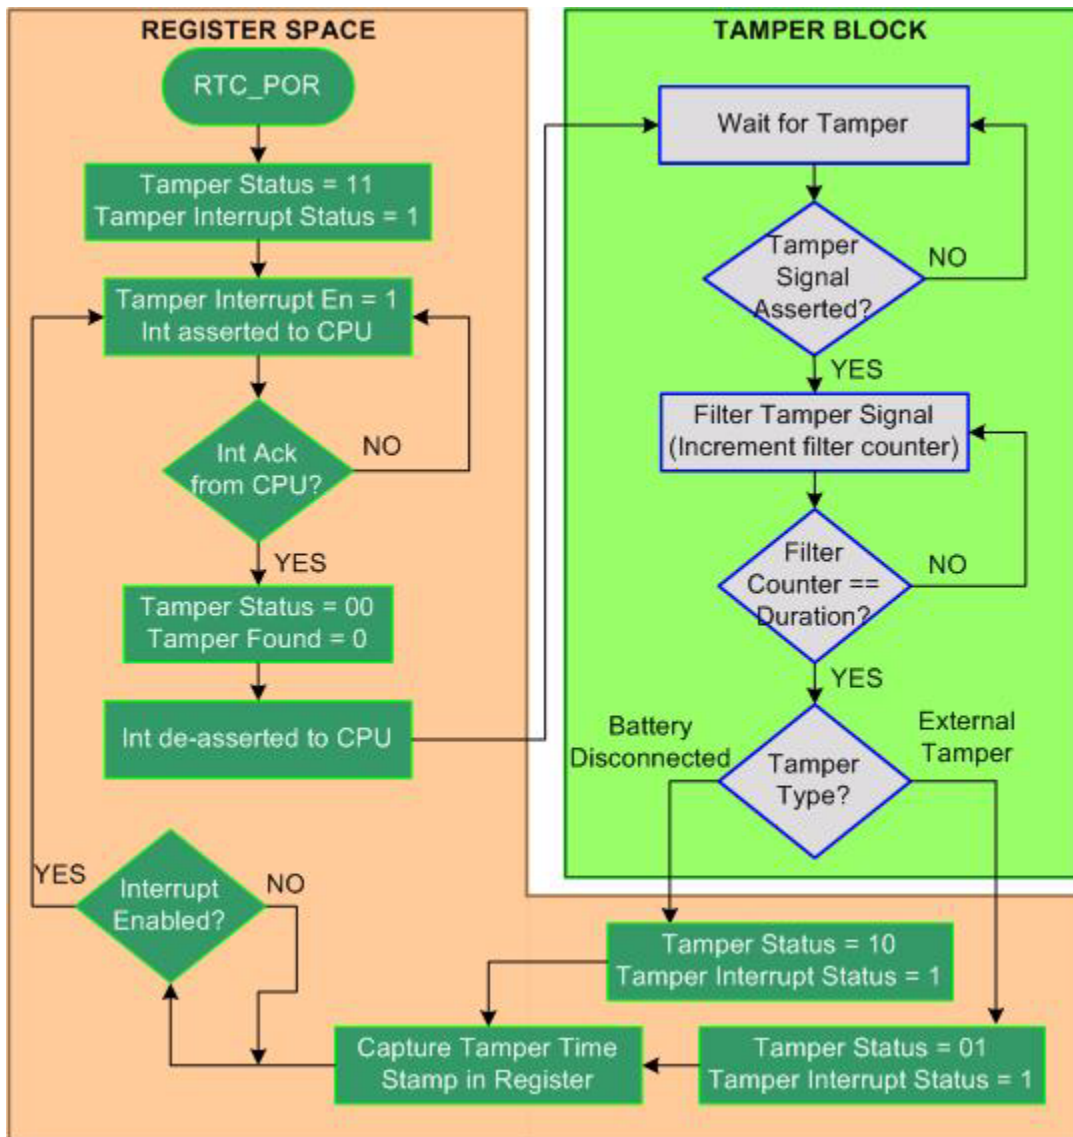 REGISTER SPACE
RTC_POR
Tamper Status = 11
Tamper Interrupt Status = 1
Tamper Interrupt En = 1
Int asserted to CPU
Int Ack
from CPU?
NO
YES
Tamper Status = 00
Tamper Found = 0
Int de-asserted to CPU
TAMPER BLOCK
Wait for Tamper
Tamper
Signal
Asserted?
NO
YES
Filter Tamper Signal
(Increment filter counter)
Filter
Counter ==
Duration?
NO
YES
Battery
Disconnected
External
Tamper
Tamper
Type?
Tamper Status = 10
Tamper Interrupt Status = 1
Tamper Status = 01
Tamper Interrupt Status = 1
Capture Tamper Time
Stamp in Register
Interrupt
Enabled?
YES
NO